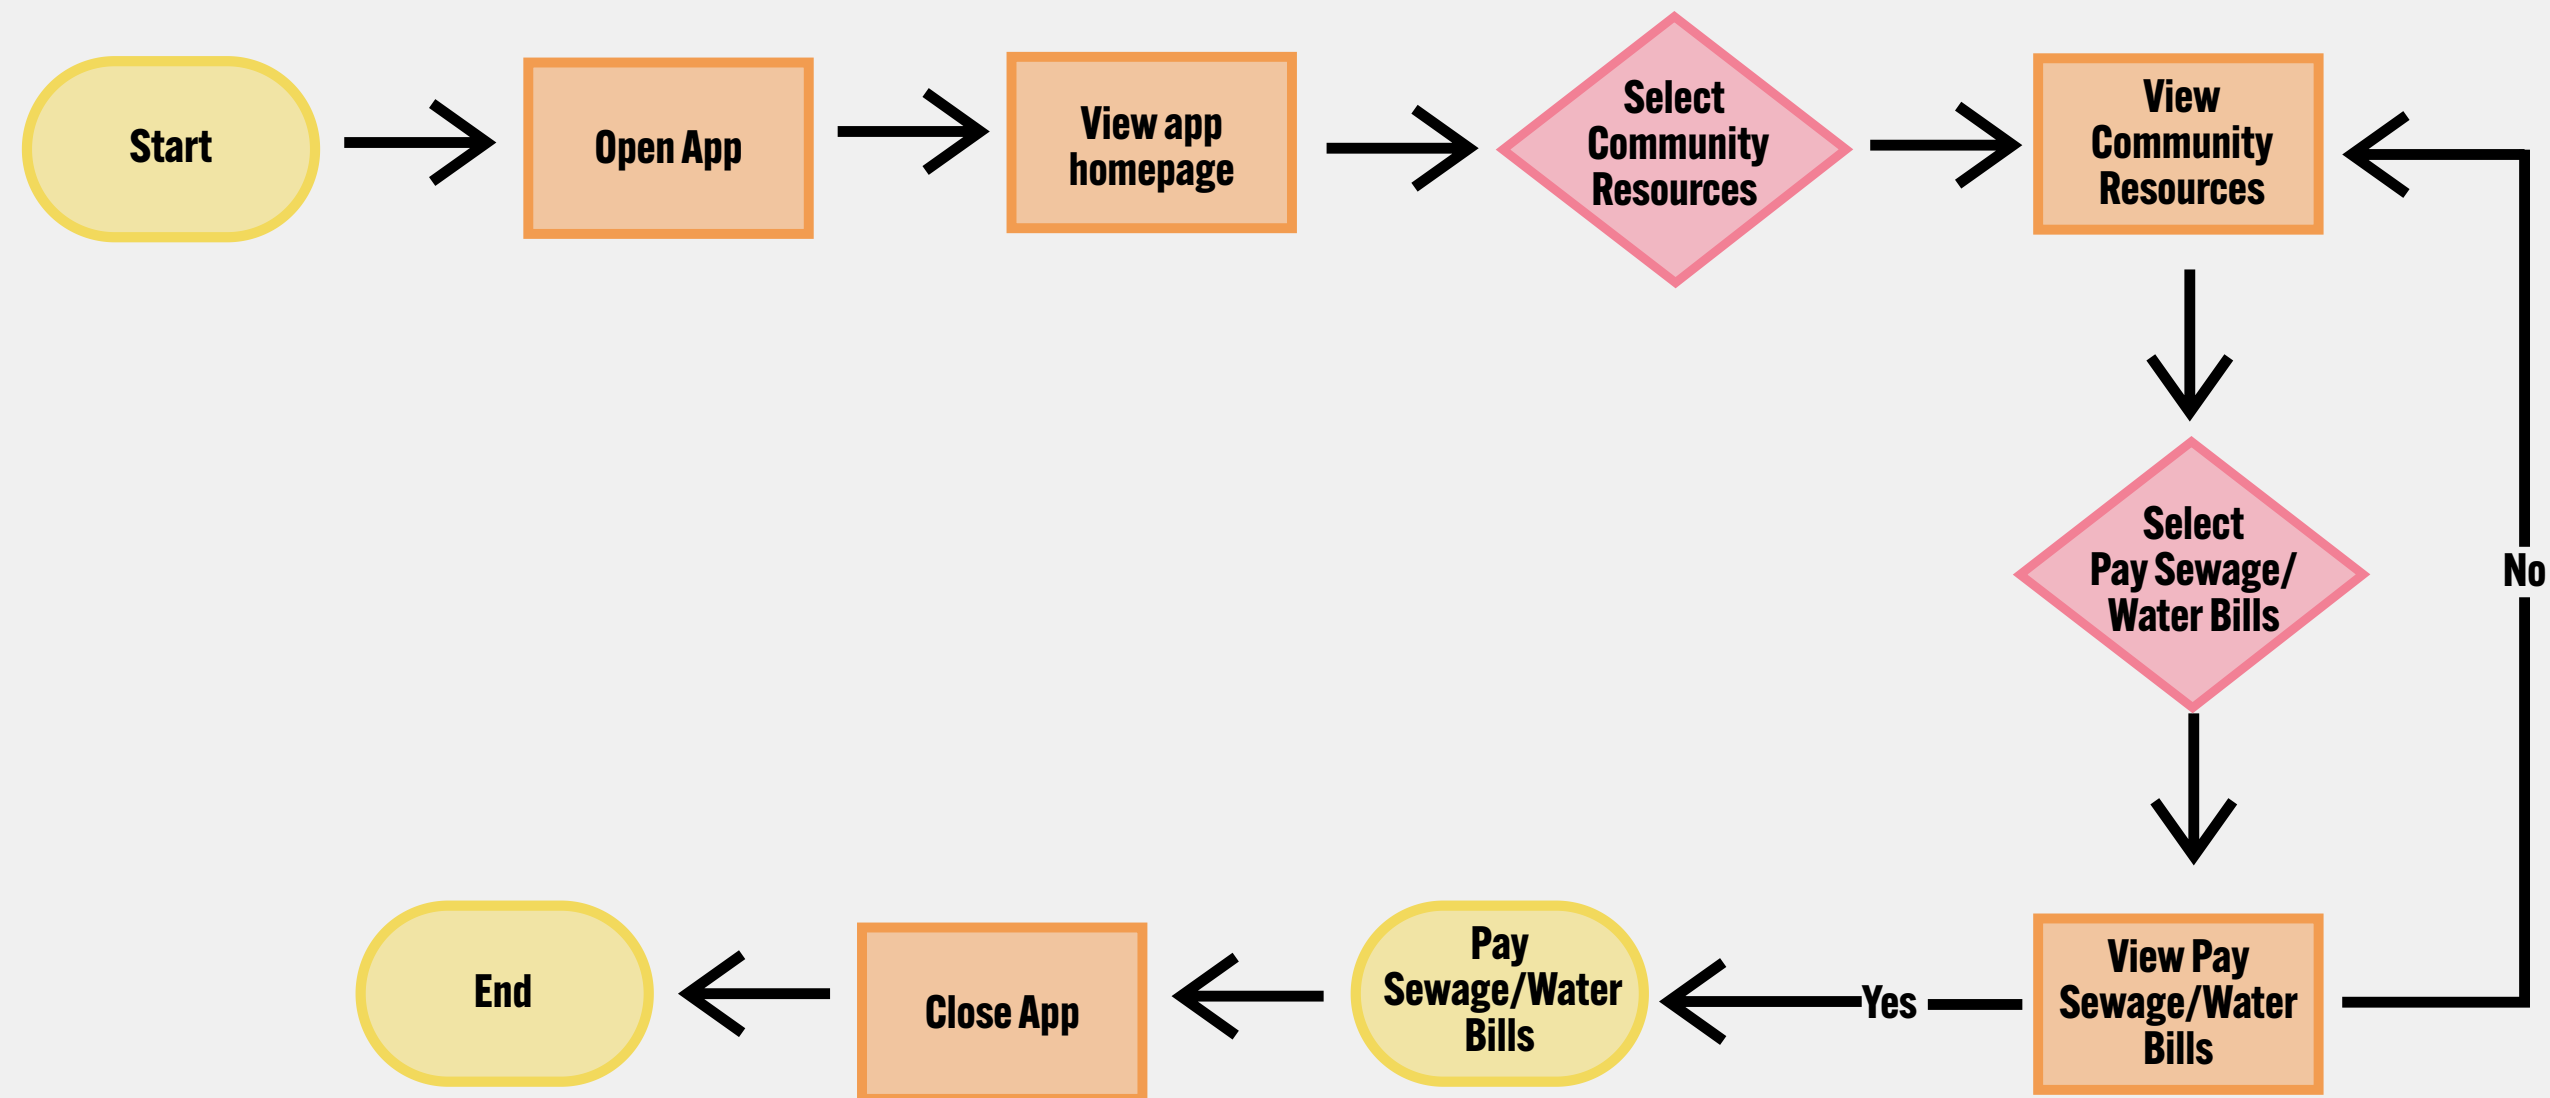 Start
Open App
View app
homepage
Select
Community
Resources
View
Community
Resources
Select
Pay Sewage/
Water Bills
No
View Pay
Sewage/Water
Bills
Yes
Pay
Sewage/Water
Bills
Close App
End